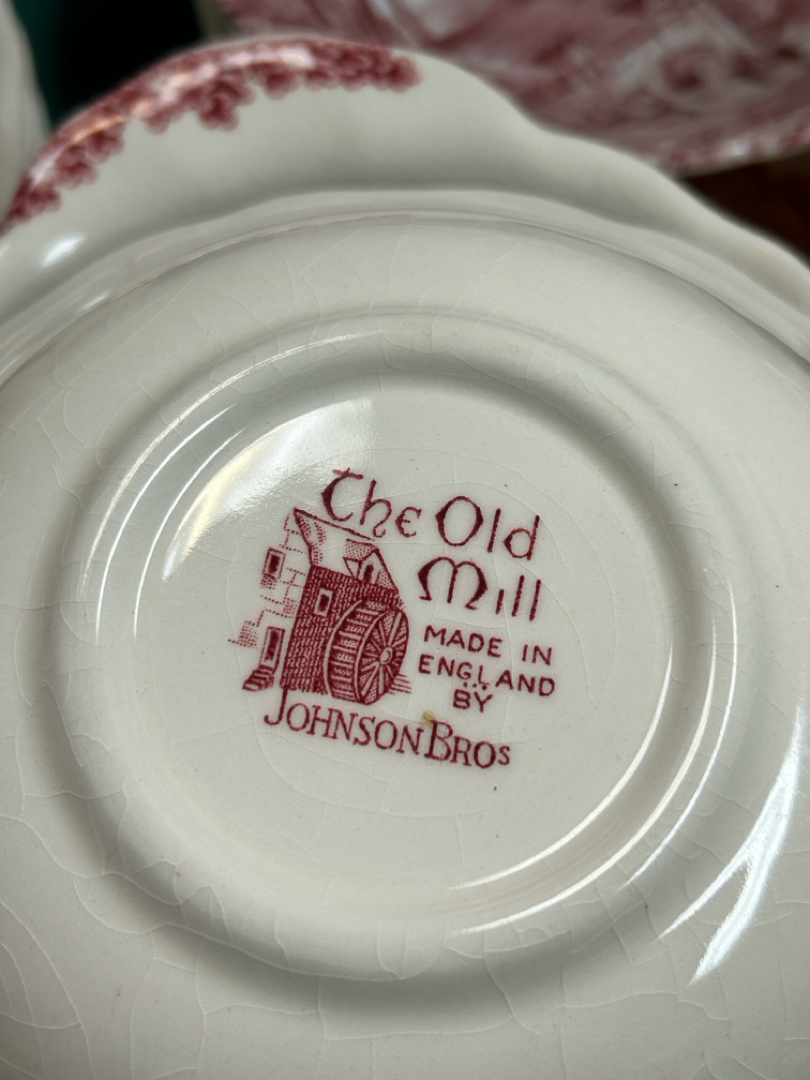 The Old
Mill
MADE IN
ENGLAND
BY
JOHNSON BROS